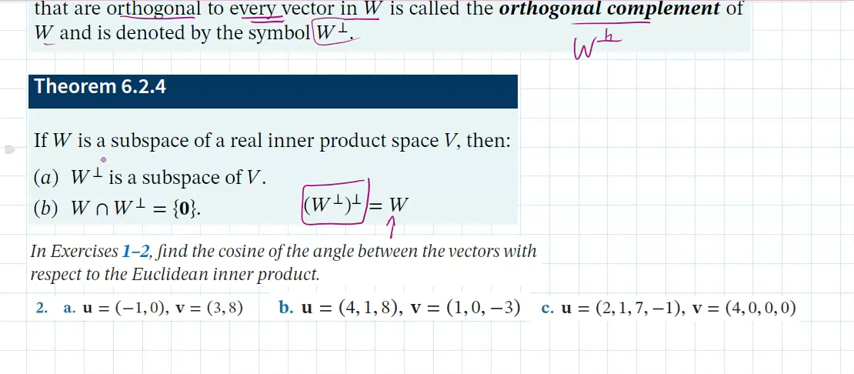 that are orthogonal to every vector in W is called the orthogonal complement of
W and is denoted by the symbol W⊥.
W⊥
Theorem 6.2.4
If W is a subspace of a real inner product space V, then:
(a) W⊥ is a subspace of V.
(b) W ∩ W⊥ = {0}.
(W⊥)⊥ = W
In Exercises 1–2, find the cosine of the angle between the vectors with
respect to the Euclidean inner product.
2. a. u = (−1, 0), v = (3, 8) b. u = (4, 1, 8), v = (1, 0, −3) c. u = (2, 1, 7, −1), v = (4, 0, 0, 0)